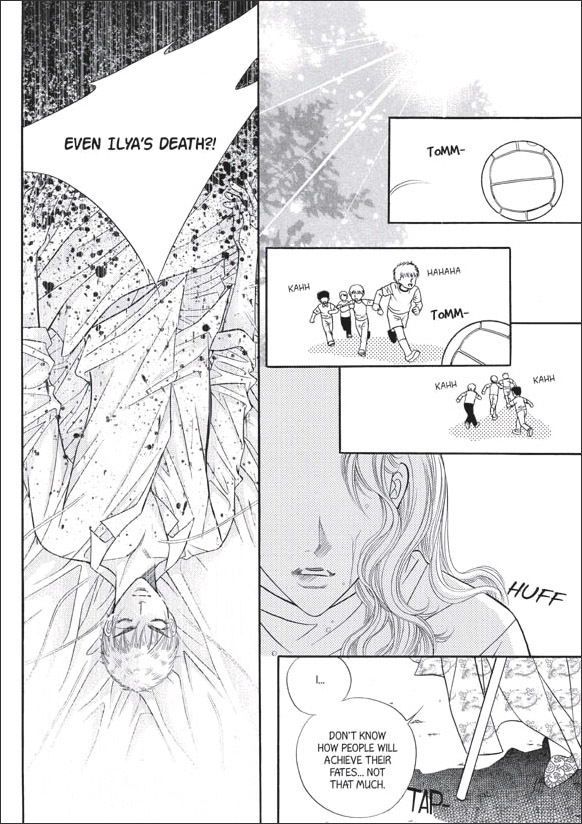 EVEN ILYA'S DEATH?!
TOMM-
KAHH
HAHAHA
TOMM-
KAHH
KAHH
HUFF
I...
DON'T KNOW
HOW PEOPLE WILL
ACHIEVE THEIR
FATES... NOT
THAT MUCH.
TAP-